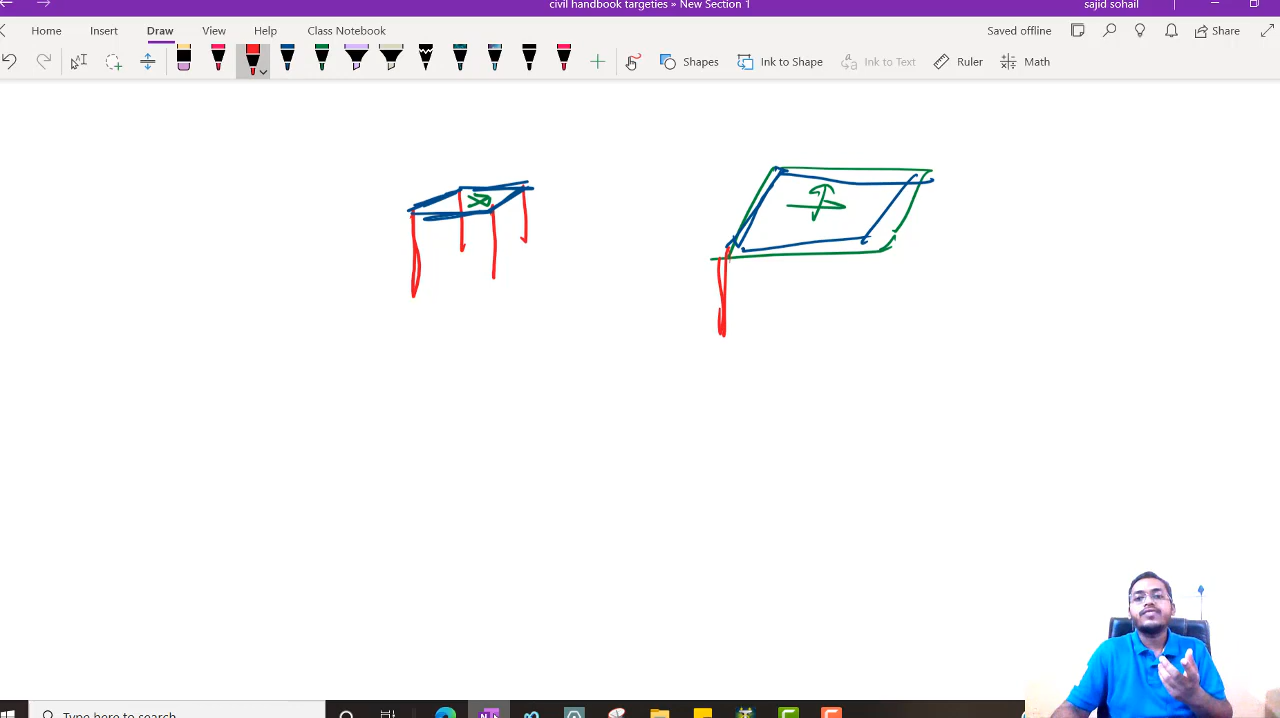 civil handbook targeties » New Section 1
sajid sohail
Home Insert Draw View Help Class Notebook
Saved offline
Share
Shapes
Ink to Shape
Ink to Text
Ruler
Math
Type here to search